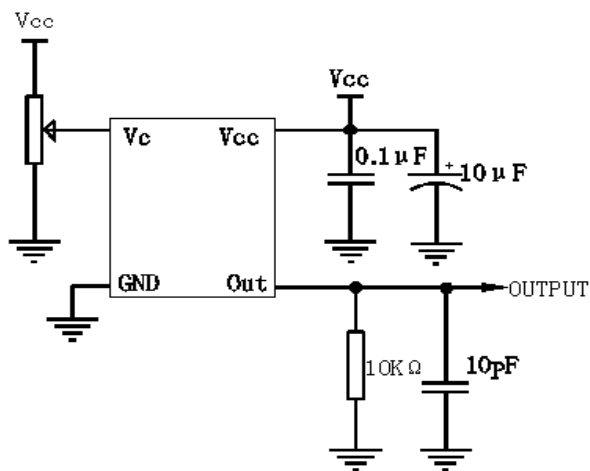 Vcc
Vcc
Vc
Vcc
0.1μF
+
10μF
GND
Out
OUTPUT
10KΩ
10pF